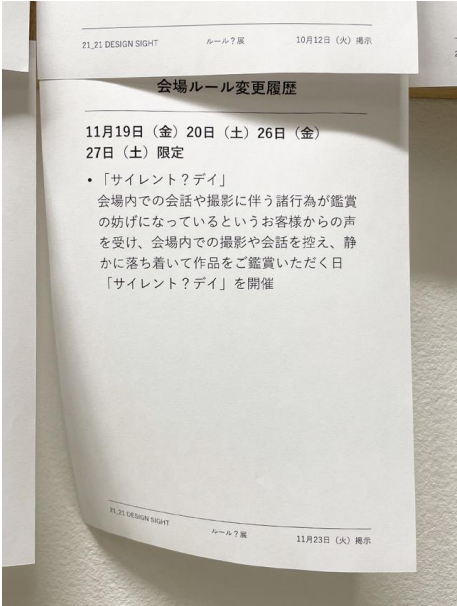 21_21 DESIGN SIGHT ルール？展 10月12日（火）掲示
会場ルール変更履歴
11月19日（金）20日（土）26日（金）
27日（土）限定
・「サイレント？デイ」
会場内での会話や撮影に伴う諸行為が鑑賞
の妨げになっているというお客様からの声
を受け、会場内での撮影や会話を控え、静
かに落ち着いて作品をご鑑賞いただく日
「サイレント？デイ」を開催
21_21 DESIGN SIGHT ルール？展 11月23日（火）掲示